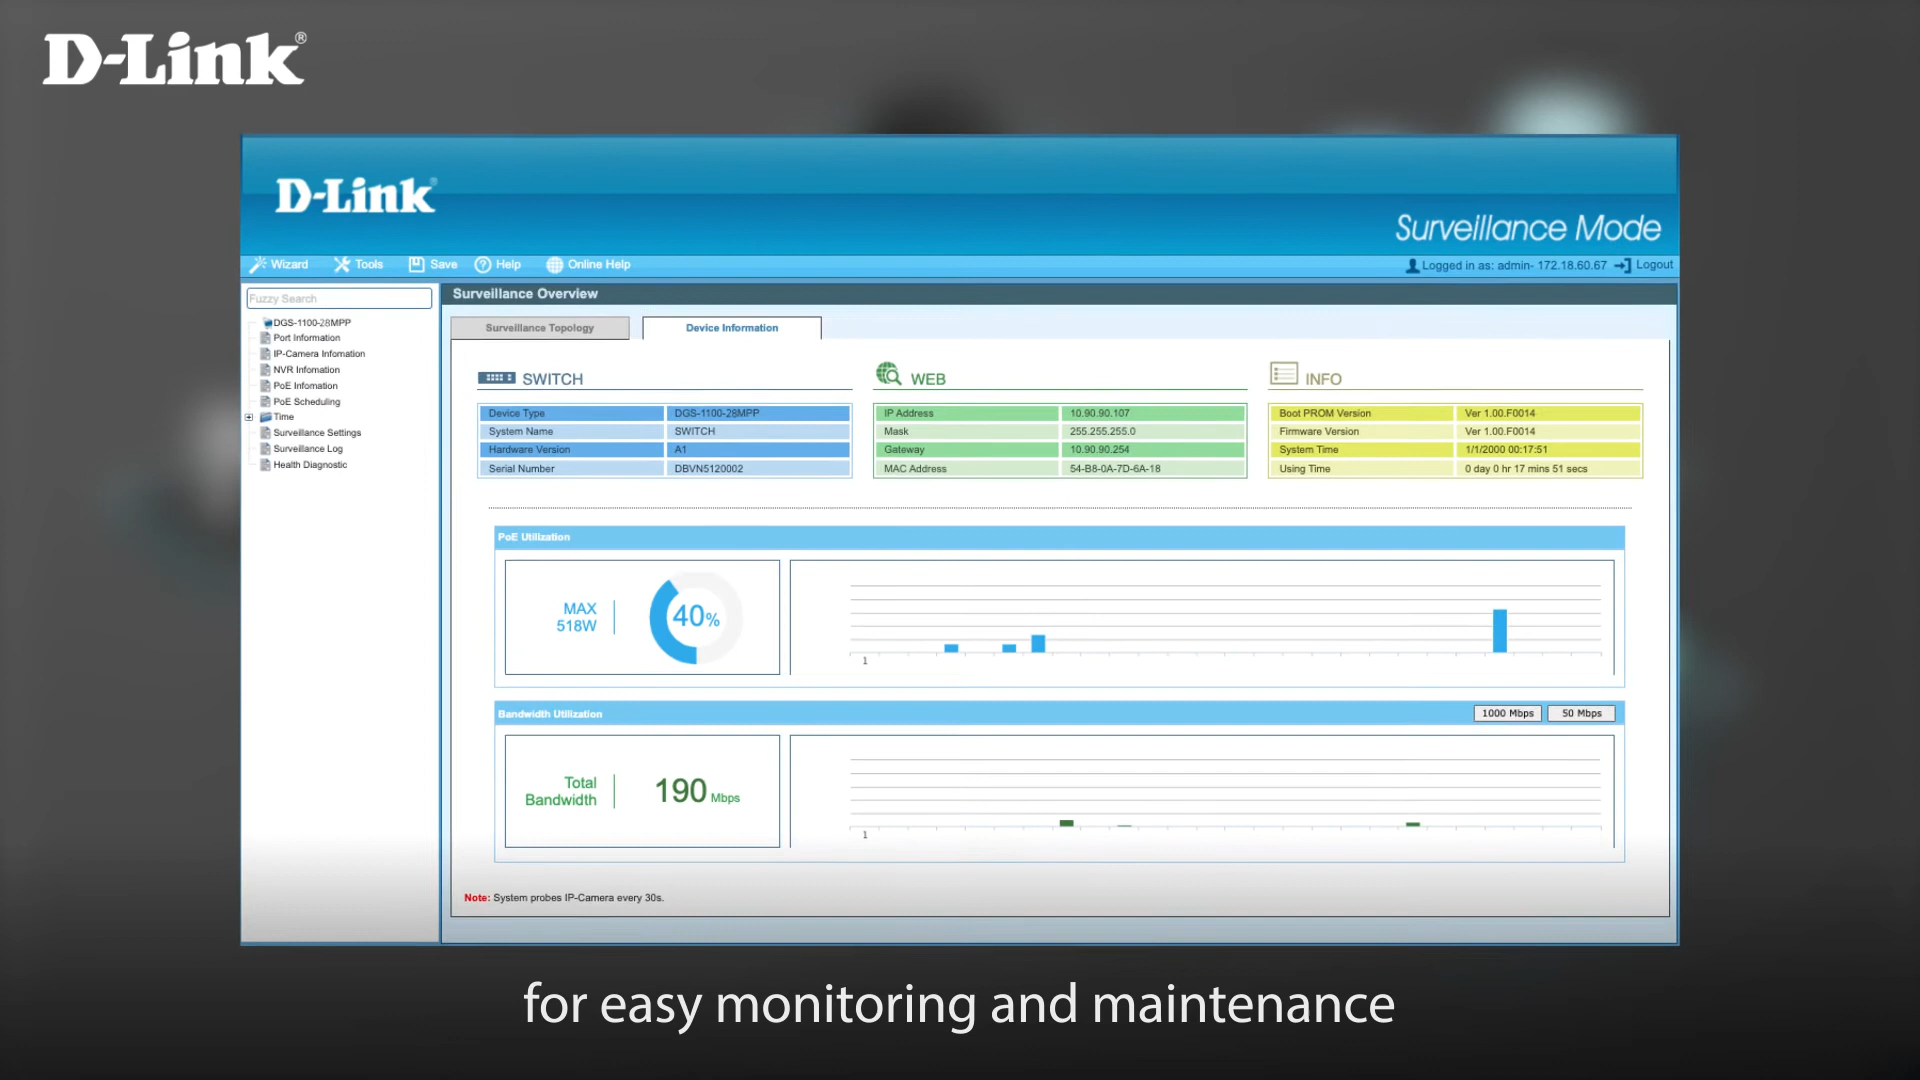 D-Link®
D-Link®
Surveillance Mode
Wizard Tools Save Help Online Help Logged in as: admin- 172.18.60.67 Logout
Fuzzy Search
DGS-1100-28MPP
Port Information
IP-Camera Infomation
NVR Infomation
PoE Infomation
PoE Scheduling
Time
Surveillance Settings
Surveillance Log
Health Diagnostic
Surveillance Overview
Surveillance Topology Device Information
SWITCH
Device Type DGS-1100-28MPP
System Name SWITCH
Hardware Version A1
Serial Number DBVN5120002
WEB
IP Address 10.90.90.107
Mask 255.255.255.0
Gateway 10.90.90.254
MAC Address 54-B8-0A-7D-6A-18
INFO
Boot PROM Version Ver 1.00.F0014
Firmware Version Ver 1.00.F0014
System Time 1/1/2000 00:17:51
Using Time 0 day 0 hr 17 mins 51 secs
PoE Utilization
MAX
518W
40%
1
Bandwidth Utilization 1000 Mbps 50 Mbps
Total
Bandwidth
190 Mbps
1
Note: System probes IP-Camera every 30s.
for easy monitoring and maintenance